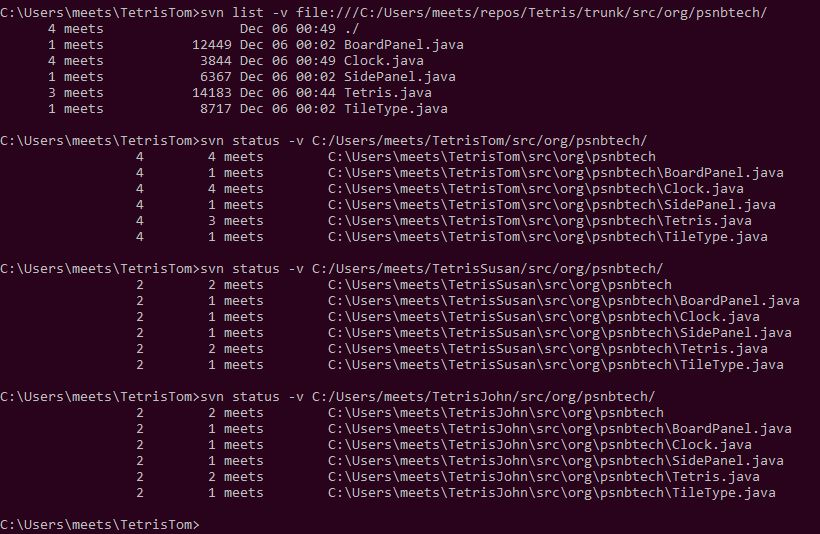 C:\Users\meets\TetrisTom>svn list -v file:///C:/Users/meets/repos/Tetris/trunk/src/org/psnbtech/
      4 meets                 Dec 06 00:49 ./
      1 meets           12449 Dec 06 00:02 BoardPanel.java
      4 meets            3844 Dec 06 00:49 Clock.java
      1 meets            6367 Dec 06 00:02 SidePanel.java
      3 meets           14183 Dec 06 00:44 Tetris.java
      1 meets            8717 Dec 06 00:02 TileType.java

C:\Users\meets\TetrisTom>svn status -v C:/Users/meets/TetrisTom/src/org/psnbtech/
                 4        4 meets        C:\Users\meets\TetrisTom\src\org\psnbtech
                 4        1 meets        C:\Users\meets\TetrisTom\src\org\psnbtech\BoardPanel.java
                 4        4 meets        C:\Users\meets\TetrisTom\src\org\psnbtech\Clock.java
                 4        1 meets        C:\Users\meets\TetrisTom\src\org\psnbtech\SidePanel.java
                 4        3 meets        C:\Users\meets\TetrisTom\src\org\psnbtech\Tetris.java
                 4        1 meets        C:\Users\meets\TetrisTom\src\org\psnbtech\TileType.java

C:\Users\meets\TetrisTom>svn status -v C:/Users/meets/TetrisSusan/src/org/psnbtech/
                 2        2 meets        C:\Users\meets\TetrisSusan\src\org\psnbtech
                 2        1 meets        C:\Users\meets\TetrisSusan\src\org\psnbtech\BoardPanel.java
                 2        1 meets        C:\Users\meets\TetrisSusan\src\org\psnbtech\Clock.java
                 2        1 meets        C:\Users\meets\TetrisSusan\src\org\psnbtech\SidePanel.java
                 2        2 meets        C:\Users\meets\TetrisSusan\src\org\psnbtech\Tetris.java
                 2        1 meets        C:\Users\meets\TetrisSusan\src\org\psnbtech\TileType.java

C:\Users\meets\TetrisTom>svn status -v C:/Users/meets/TetrisJohn/src/org/psnbtech/
                 2        2 meets        C:\Users\meets\TetrisJohn\src\org\psnbtech
                 2        1 meets        C:\Users\meets\TetrisJohn\src\org\psnbtech\BoardPanel.java
                 2        1 meets        C:\Users\meets\TetrisJohn\src\org\psnbtech\Clock.java
                 2        1 meets        C:\Users\meets\TetrisJohn\src\org\psnbtech\SidePanel.java
                 2        2 meets        C:\Users\meets\TetrisJohn\src\org\psnbtech\Tetris.java
                 2        1 meets        C:\Users\meets\TetrisJohn\src\org\psnbtech\TileType.java

C:\Users\meets\TetrisTom>